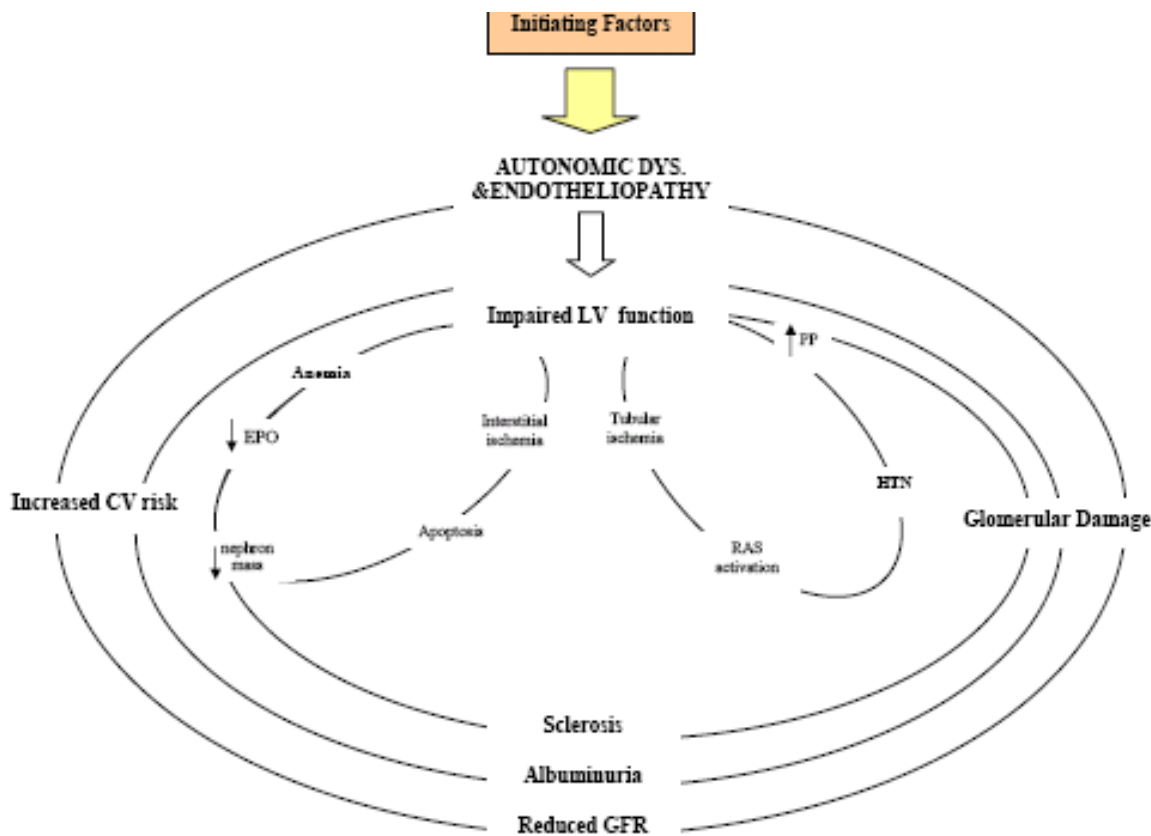 Initiating Factors
AUTONOMIC DYS.
&ENDOTHELIOPATHY
Impaired LV function
PP
Anemia
EPO
Interstitial
ischemia
Tubular
ischemia
HTN
Increased CV risk
Glomerular Damage
Apoptosis
RAS
activation
nephron
mass
Sclerosis
Albuminuria
Reduced GFR